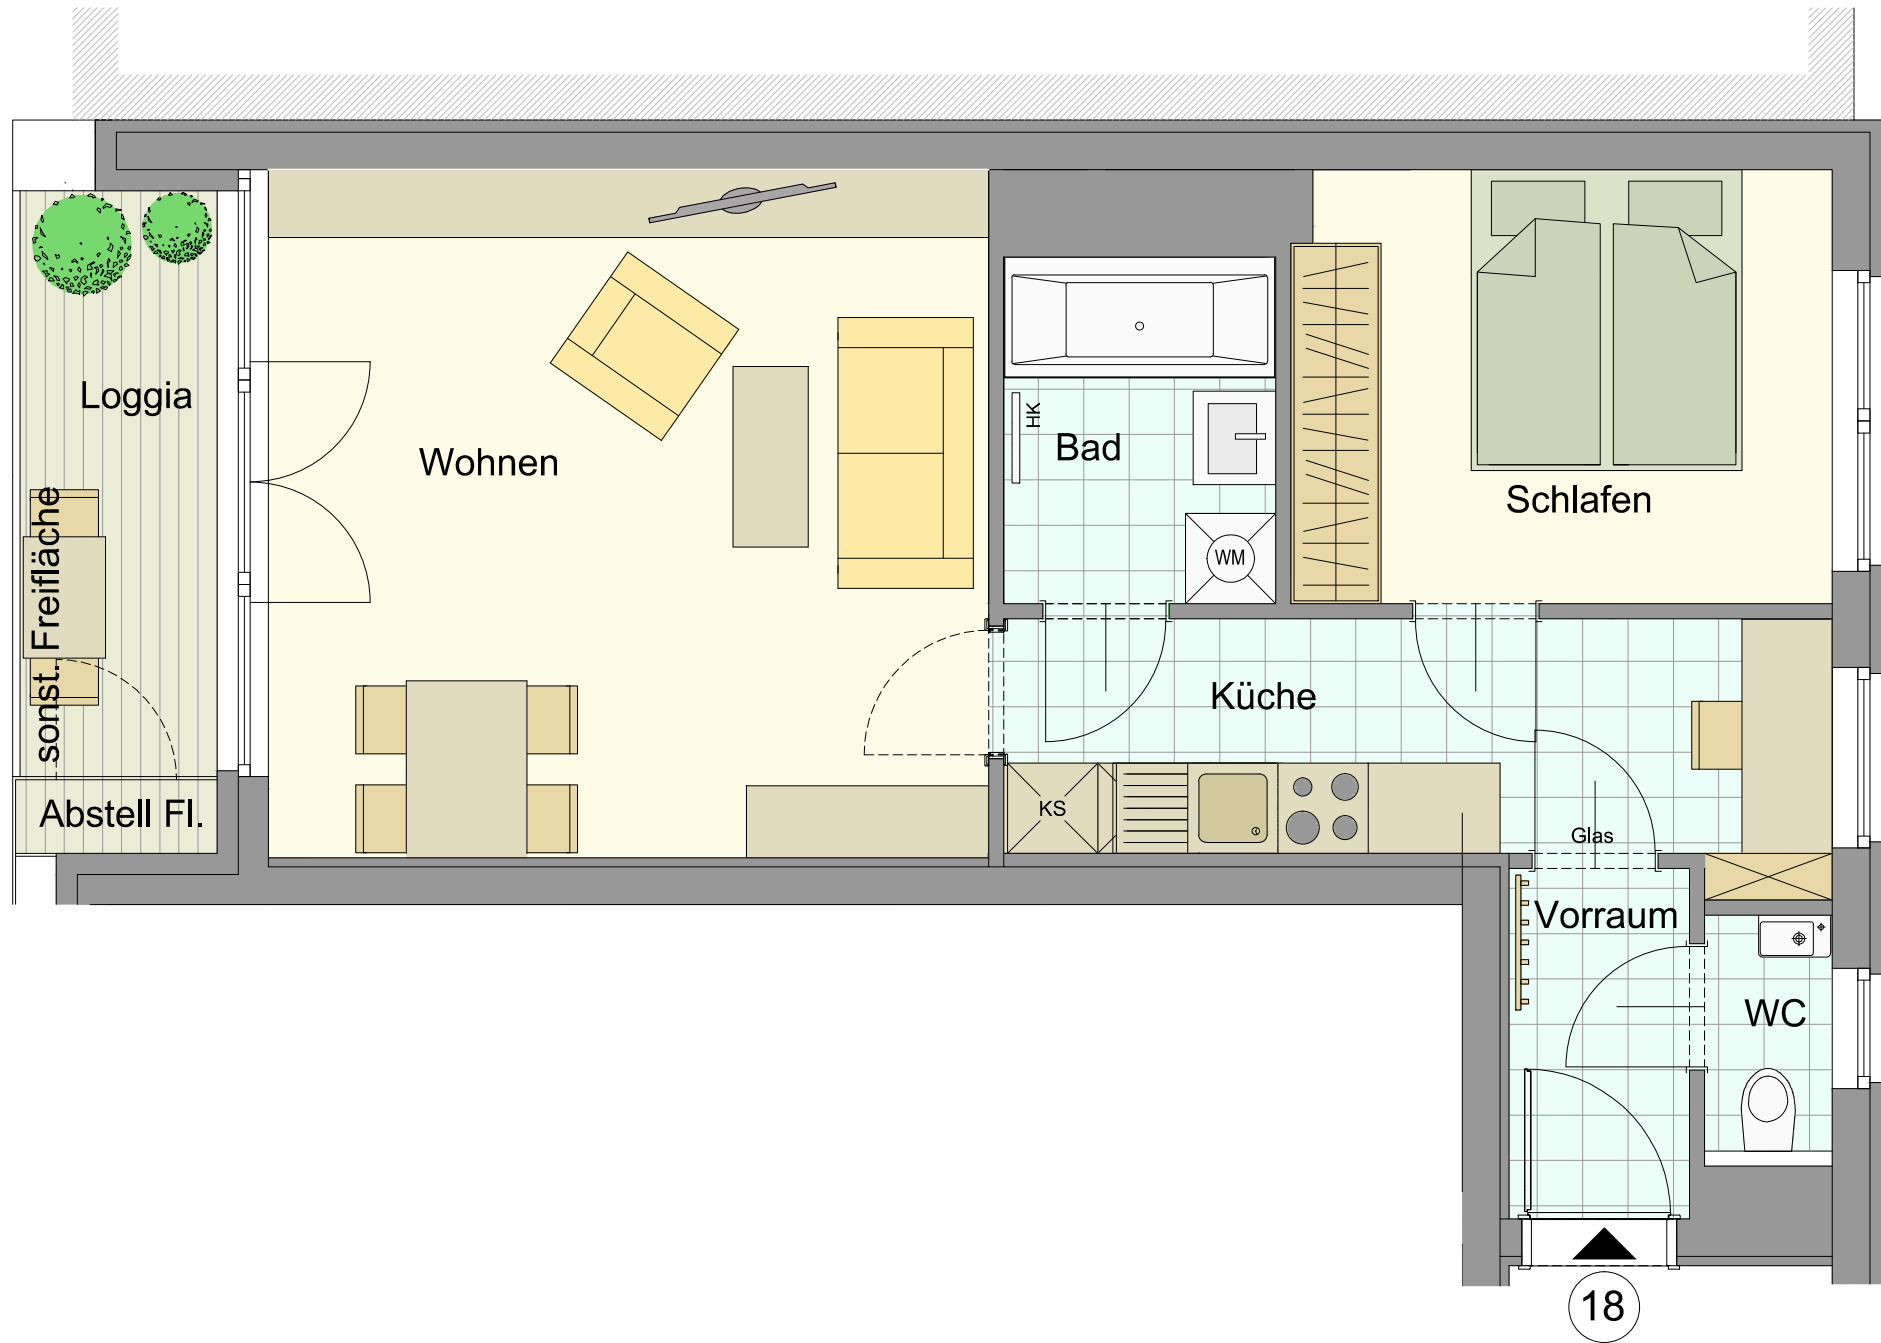 Loggia
Wohnen
HK
Bad
Schlafen
WM
sonst. Freifläche
Küche
Abstell Fl.
KS
Glas
Vorraum
WC
18